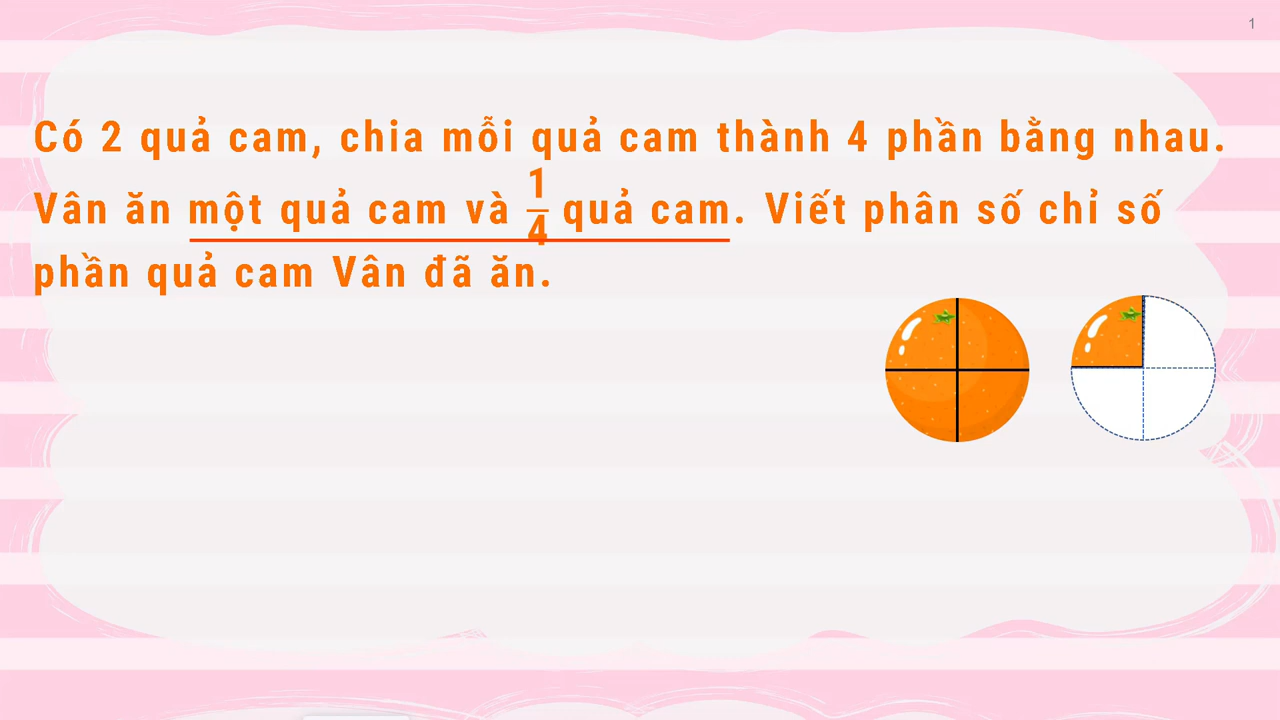 1
Có 2 quả cam, chia mỗi quả cam thành 4 phần bằng nhau.
Vân ăn một quả cam và 1/4 quả cam. Viết phân số chỉ số
phần quả cam Vân đã ăn.